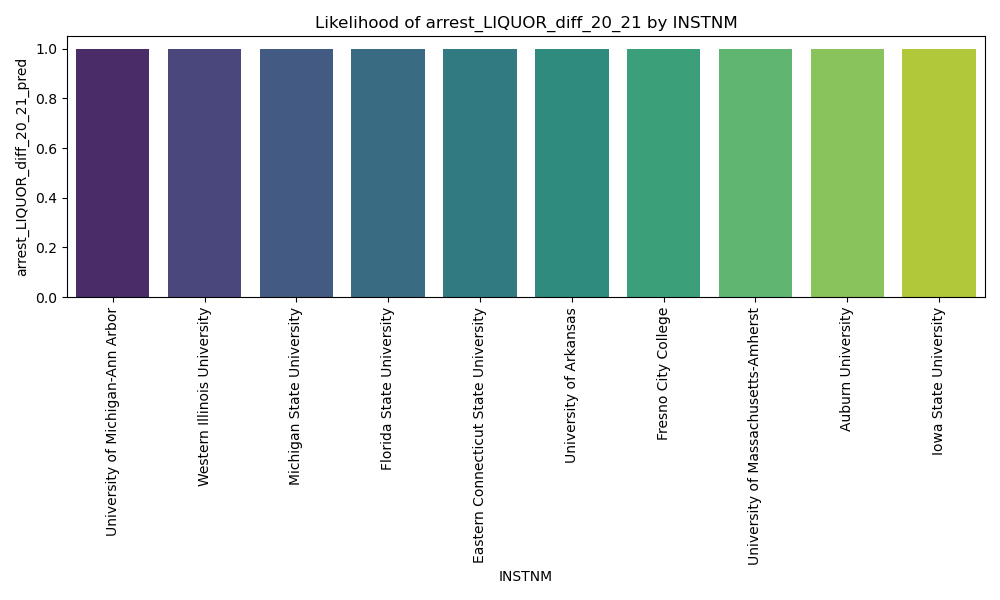 Likelihood of arrest_LIQUOR_diff_20_21 by INSTNM
arrest_LIQUOR_diff_20_21_pred
1.0
0.8
0.6
0.4
0.2
0.0
University of Michigan-Ann Arbor
Western Illinois University
Michigan State University
Florida State University
Eastern Connecticut State University
University of Arkansas
Fresno City College
University of Massachusetts-Amherst
Auburn University
Iowa State University
INSTNM